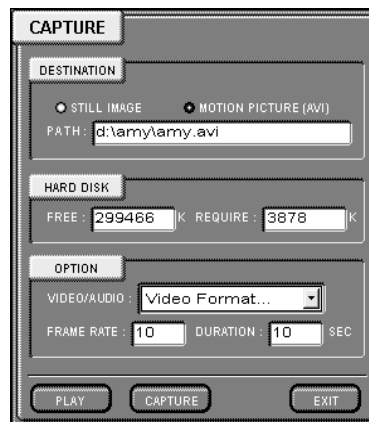 CAPTURE
DESTINATION
STILL IMAGE MOTION PICTURE (AVI)
PATH: d:\amy\amy.avi
HARD DISK
FREE: 299466 K REQUIRE: 3878 K
OPTION
VIDEO/AUDIO: Video Format...
FRAME RATE: 10 DURATION: 10 SEC
PLAY CAPTURE EXIT